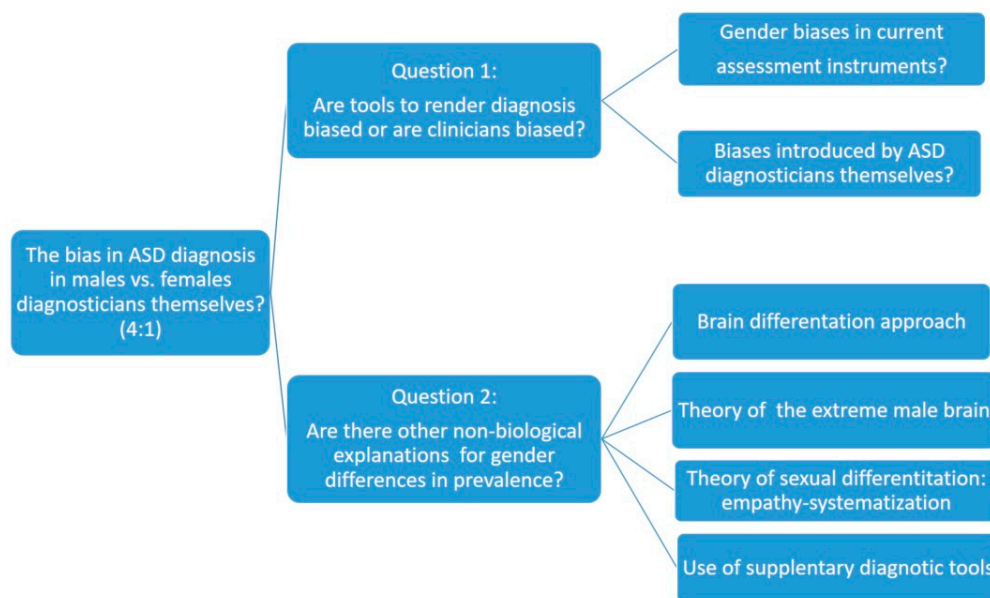 The bias in ASD diagnosis
in males vs. females
diagnosticians themselves?
(4:1)
Question 1:
Are tools to render diagnosis
biased or are clinicians biased?
Gender biases in current
assessment instruments?
Biases introduced by ASD
diagnosticians themselves?
Question 2:
Are there other non-biological
explanations for gender
differences in prevalence?
Brain differentation approach
Theory of the extreme male brain
Theory of sexual differentitation:
empathy-systematization
Use of supplentary diagnotic tools